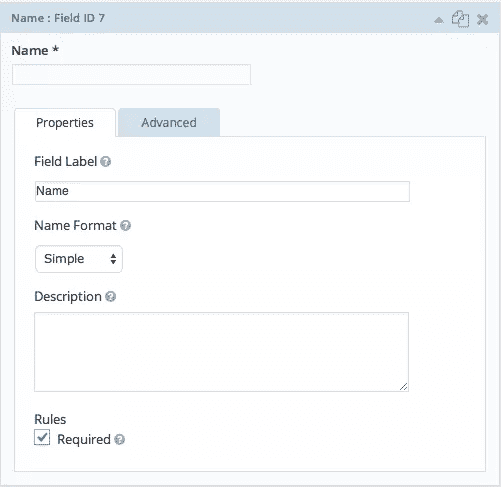 Name : Field ID 7
Name *
Properties Advanced
Field Label ?
Name
Name Format ?
Simple
Description ?
Rules
Required ?